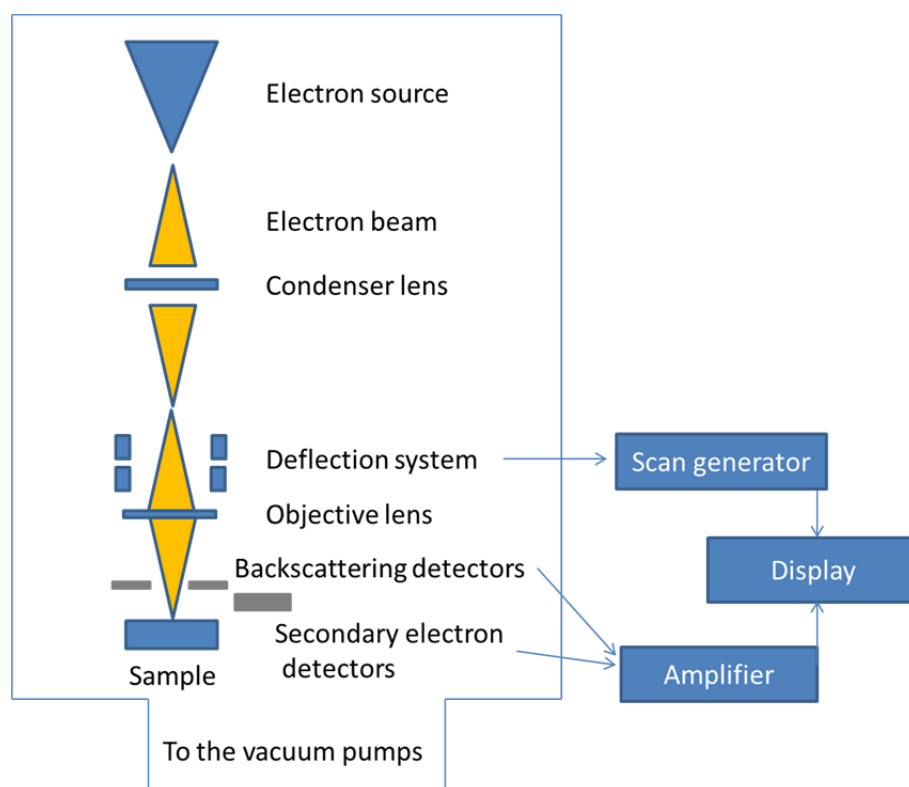 Electron source
Electron beam
Condenser lens
Deflection system
Scan generator
Objective lens
Backscattering detectors
Display
Secondary electron
detectors
Sample
Amplifier
To the vacuum pumps